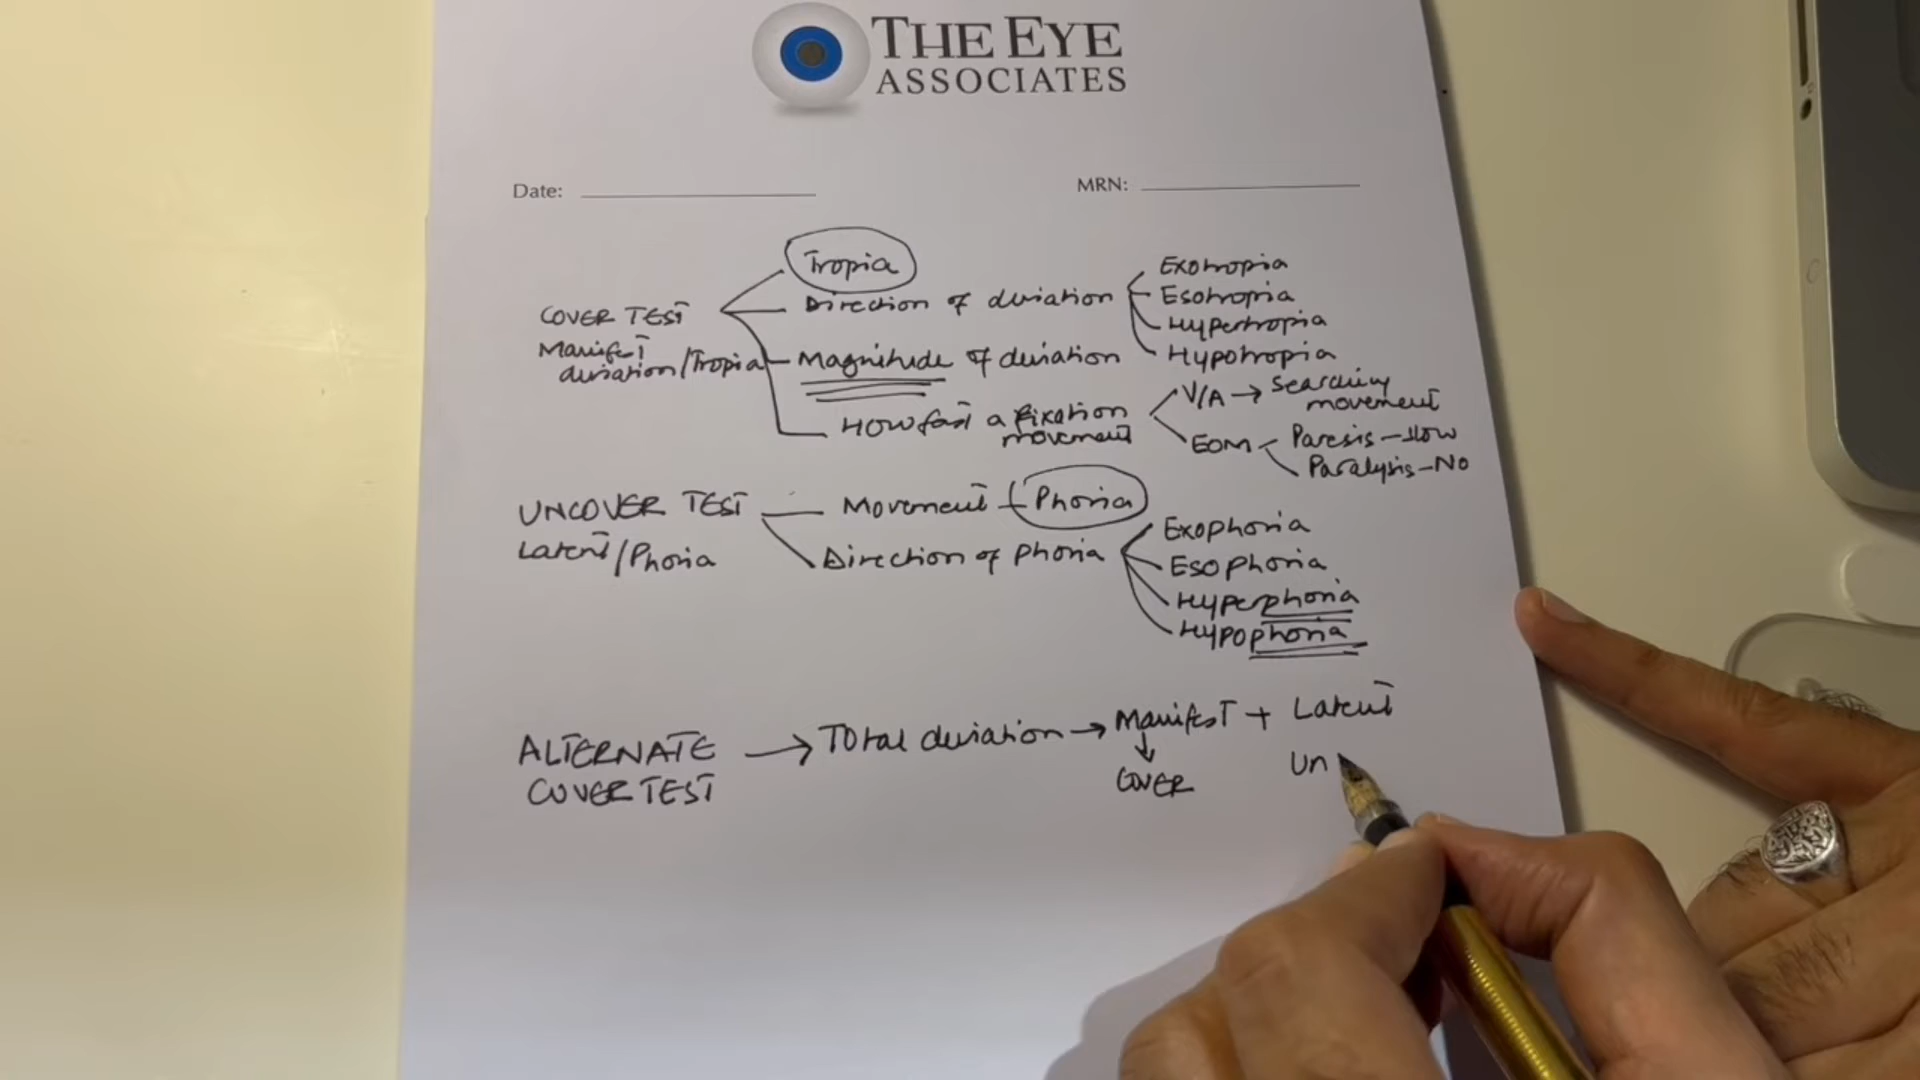 THE EYE
ASSOCIATES
Date:
MRN:
Tropia
COVER TEST
Manifest
deviation/Tropia
Direction of deviation
Exotropia
Esotropia
Hypertropia
Hypotropia
Magnitude of deviation
How fast a fixation
movement
V/A → Searching
movement
EOM
Paresis - slow
Paralysis - No
UNCOVER TEST
Latent/Phoria
Movement - Phoria
Direction of phoria
Exophoria
Esophoria
Hyperphoria
Hypophoria
ALTERNATE
COVER TEST
→ Total deviation → Manifest + Latent
COVER
Un